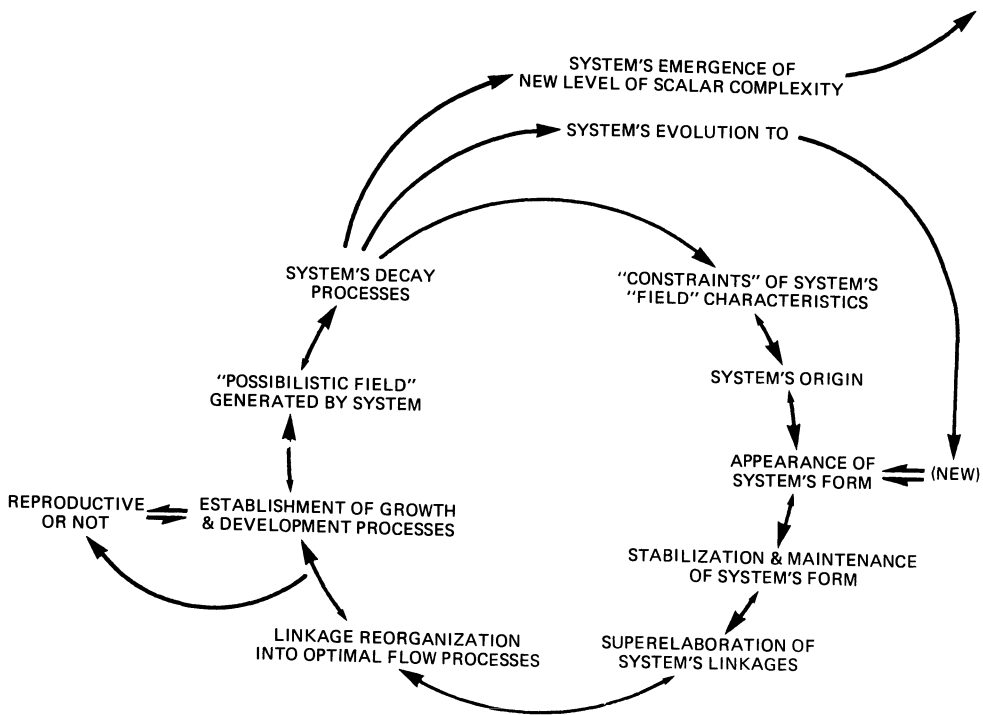 SYSTEM'S EMERGENCE OF
NEW LEVEL OF SCALAR COMPLEXITY
SYSTEM'S EVOLUTION TO
SYSTEM'S DECAY
PROCESSES
"CONSTRAINTS" OF SYSTEM'S
"FIELD" CHARACTERISTICS
"POSSIBILISTIC FIELD"
GENERATED BY SYSTEM
SYSTEM'S ORIGIN
APPEARANCE OF
SYSTEM'S FORM
(NEW)
REPRODUCTIVE
OR NOT
ESTABLISHMENT OF GROWTH
& DEVELOPMENT PROCESSES
STABILIZATION & MAINTENANCE
OF SYSTEM'S FORM
LINKAGE REORGANIZATION
INTO OPTIMAL FLOW PROCESSES
SUPERELABORATION OF
SYSTEM'S LINKAGES